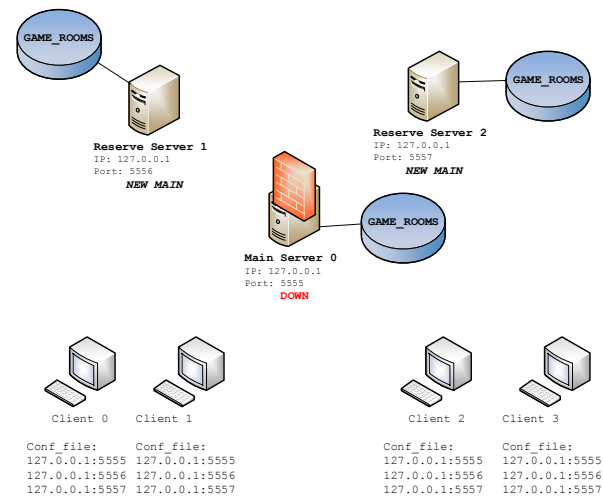 GAME_ROOMS
Reserve Server 1
IP: 127.0.0.1
Port: 5556
NEW MAIN
GAME_ROOMS
Reserve Server 2
IP: 127.0.0.1
Port: 5557
NEW MAIN
GAME_ROOMS
Main Server 0
IP: 127.0.0.1
Port: 5555
DOWN
Client 0
Conf_file:
127.0.0.1:5555
127.0.0.1:5556
127.0.0.1:5557
Client 1
Conf_file:
127.0.0.1:5555
127.0.0.1:5556
127.0.0.1:5557
Client 2
Conf_file:
127.0.0.1:5555
127.0.0.1:5556
127.0.0.1:5557
Client 3
Conf_file:
127.0.0.1:5555
127.0.0.1:5556
127.0.0.1:5557